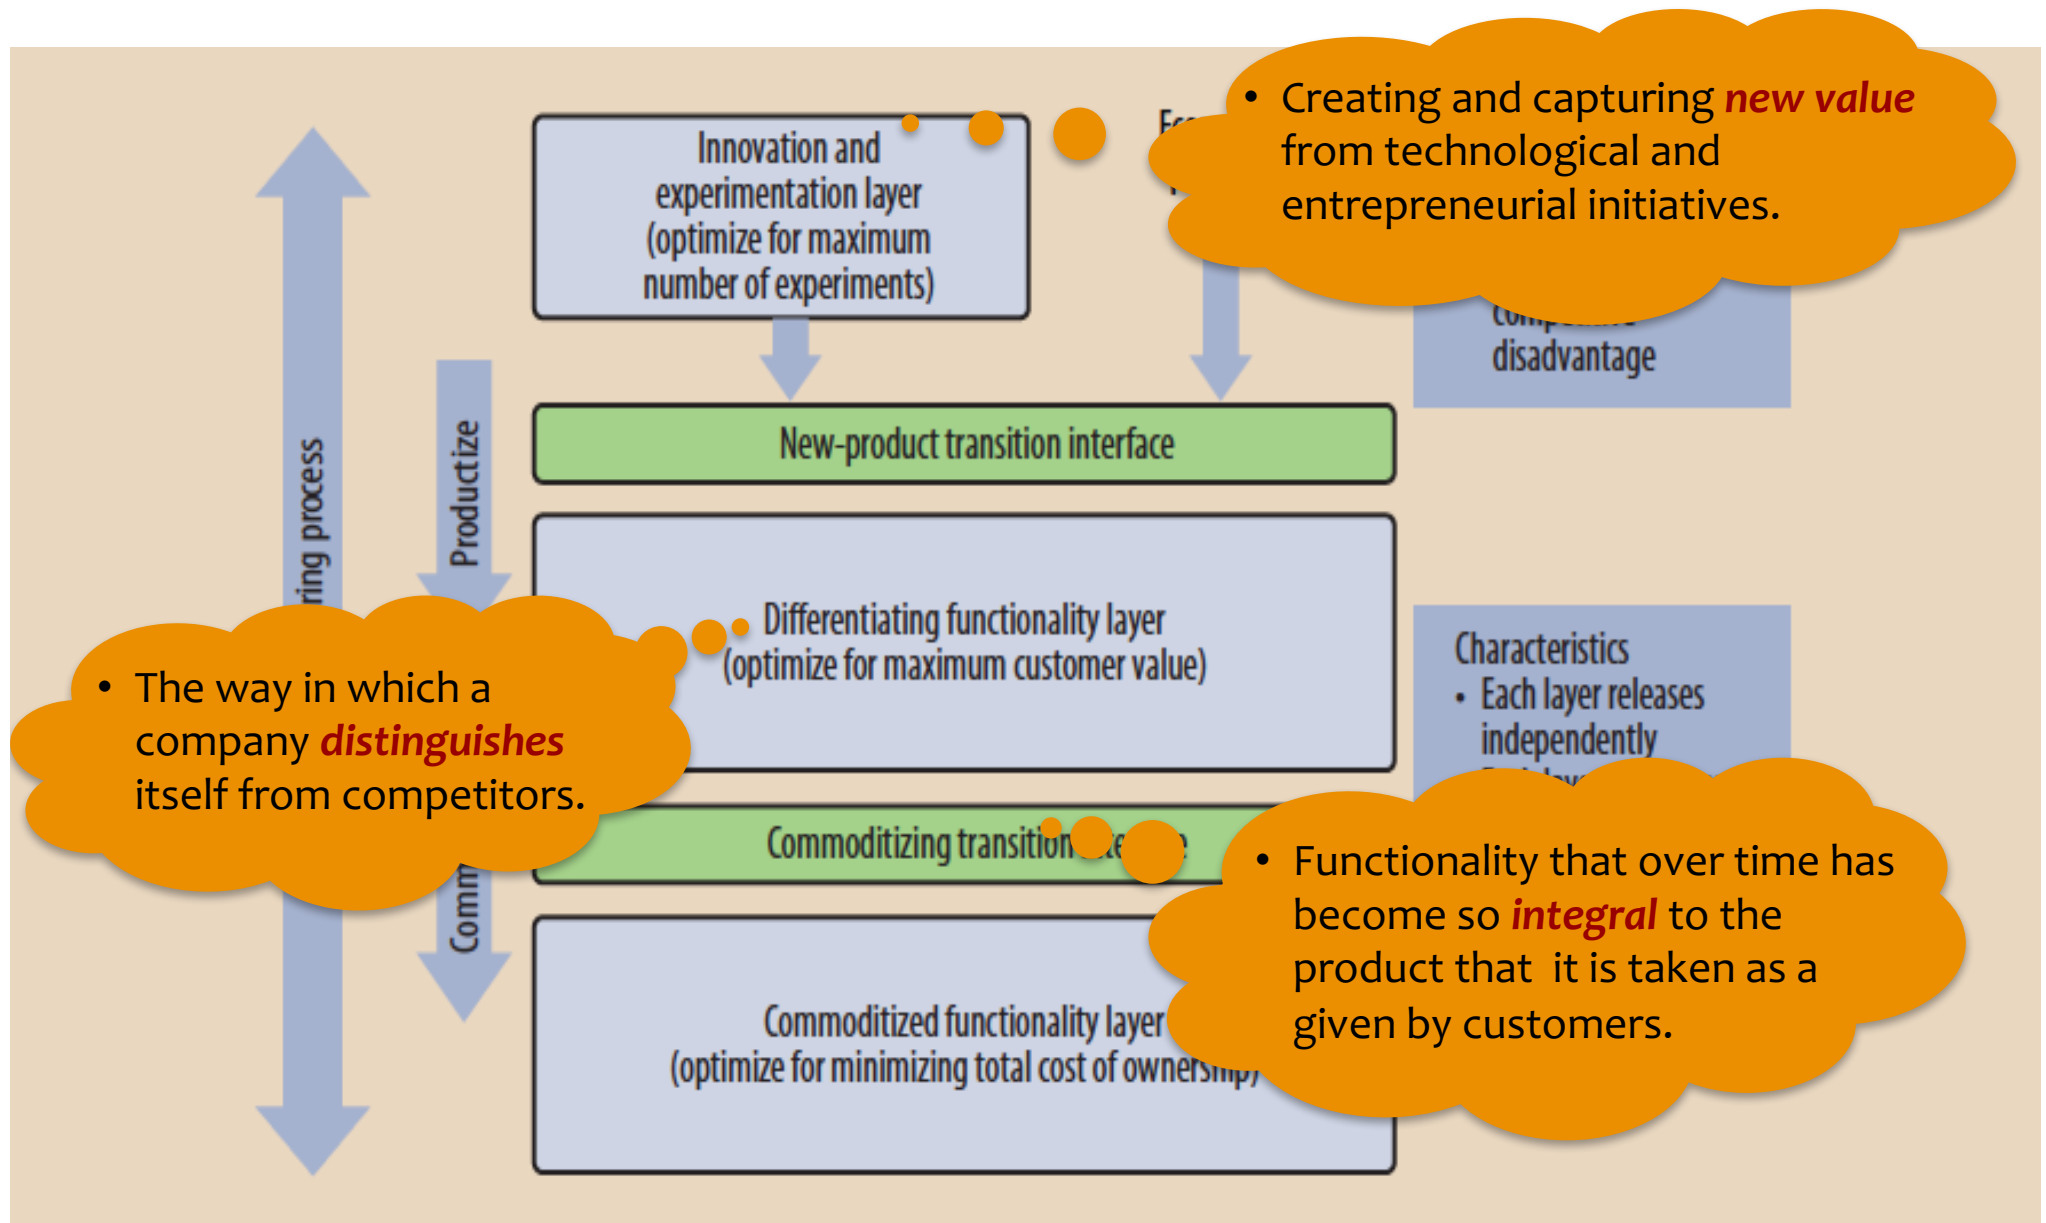 • Creating and capturing new value
from technological and
entrepreneurial initiatives.
Innovation and
experimentation layer
(optimize for maximum
number of experiments)
disadvantage
New-product transition interface
process
Productize
Differentiating functionality layer
(optimize for maximum customer value)
Characteristics
• Each layer releases
independently
• The way in which a
company distinguishes
itself from competitors.
Commoditizing transition
• Functionality that over time has
become so integral to the
product that it is taken as a
given by customers.
Commoditized functionality layer
(optimize for minimizing total cost of ownership)